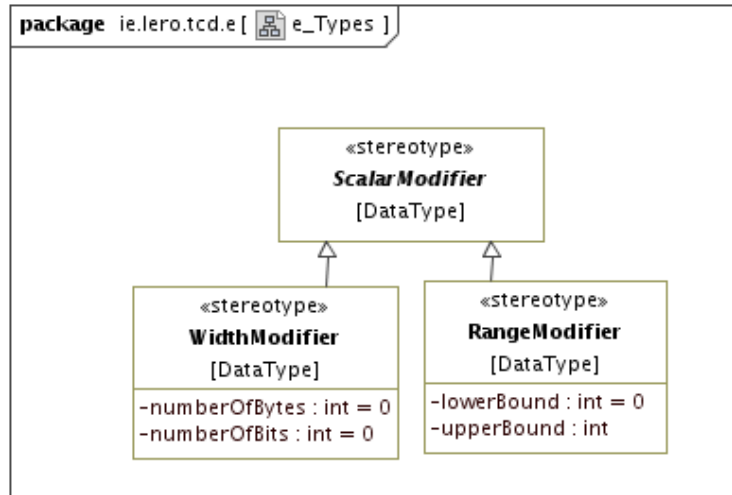 package ie.lero.tcd.e [ e_Types ]
«stereotype»
ScalarModifier
[DataType]
«stereotype»
WidthModifier
[DataType]
-numberOfBytes : int = 0
-numberOfBits : int = 0
«stereotype»
RangeModifier
[DataType]
-lowerBound : int = 0
-upperBound : int